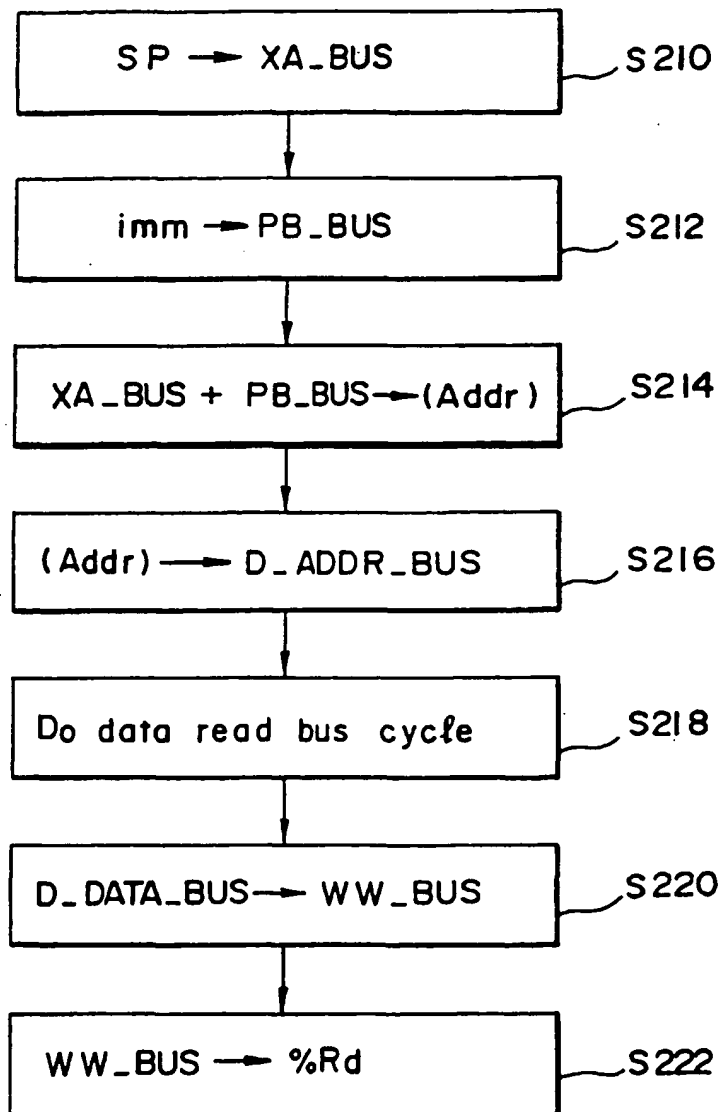 SP → XA_BUS S210
imm → PB_BUS S212
XA_BUS + PB_BUS → (Addr) S214
(Addr) → D_ADDR_BUS S216
Do data read bus cycle S218
D_DATA_BUS → WW_BUS S220
WW_BUS → %Rd S222